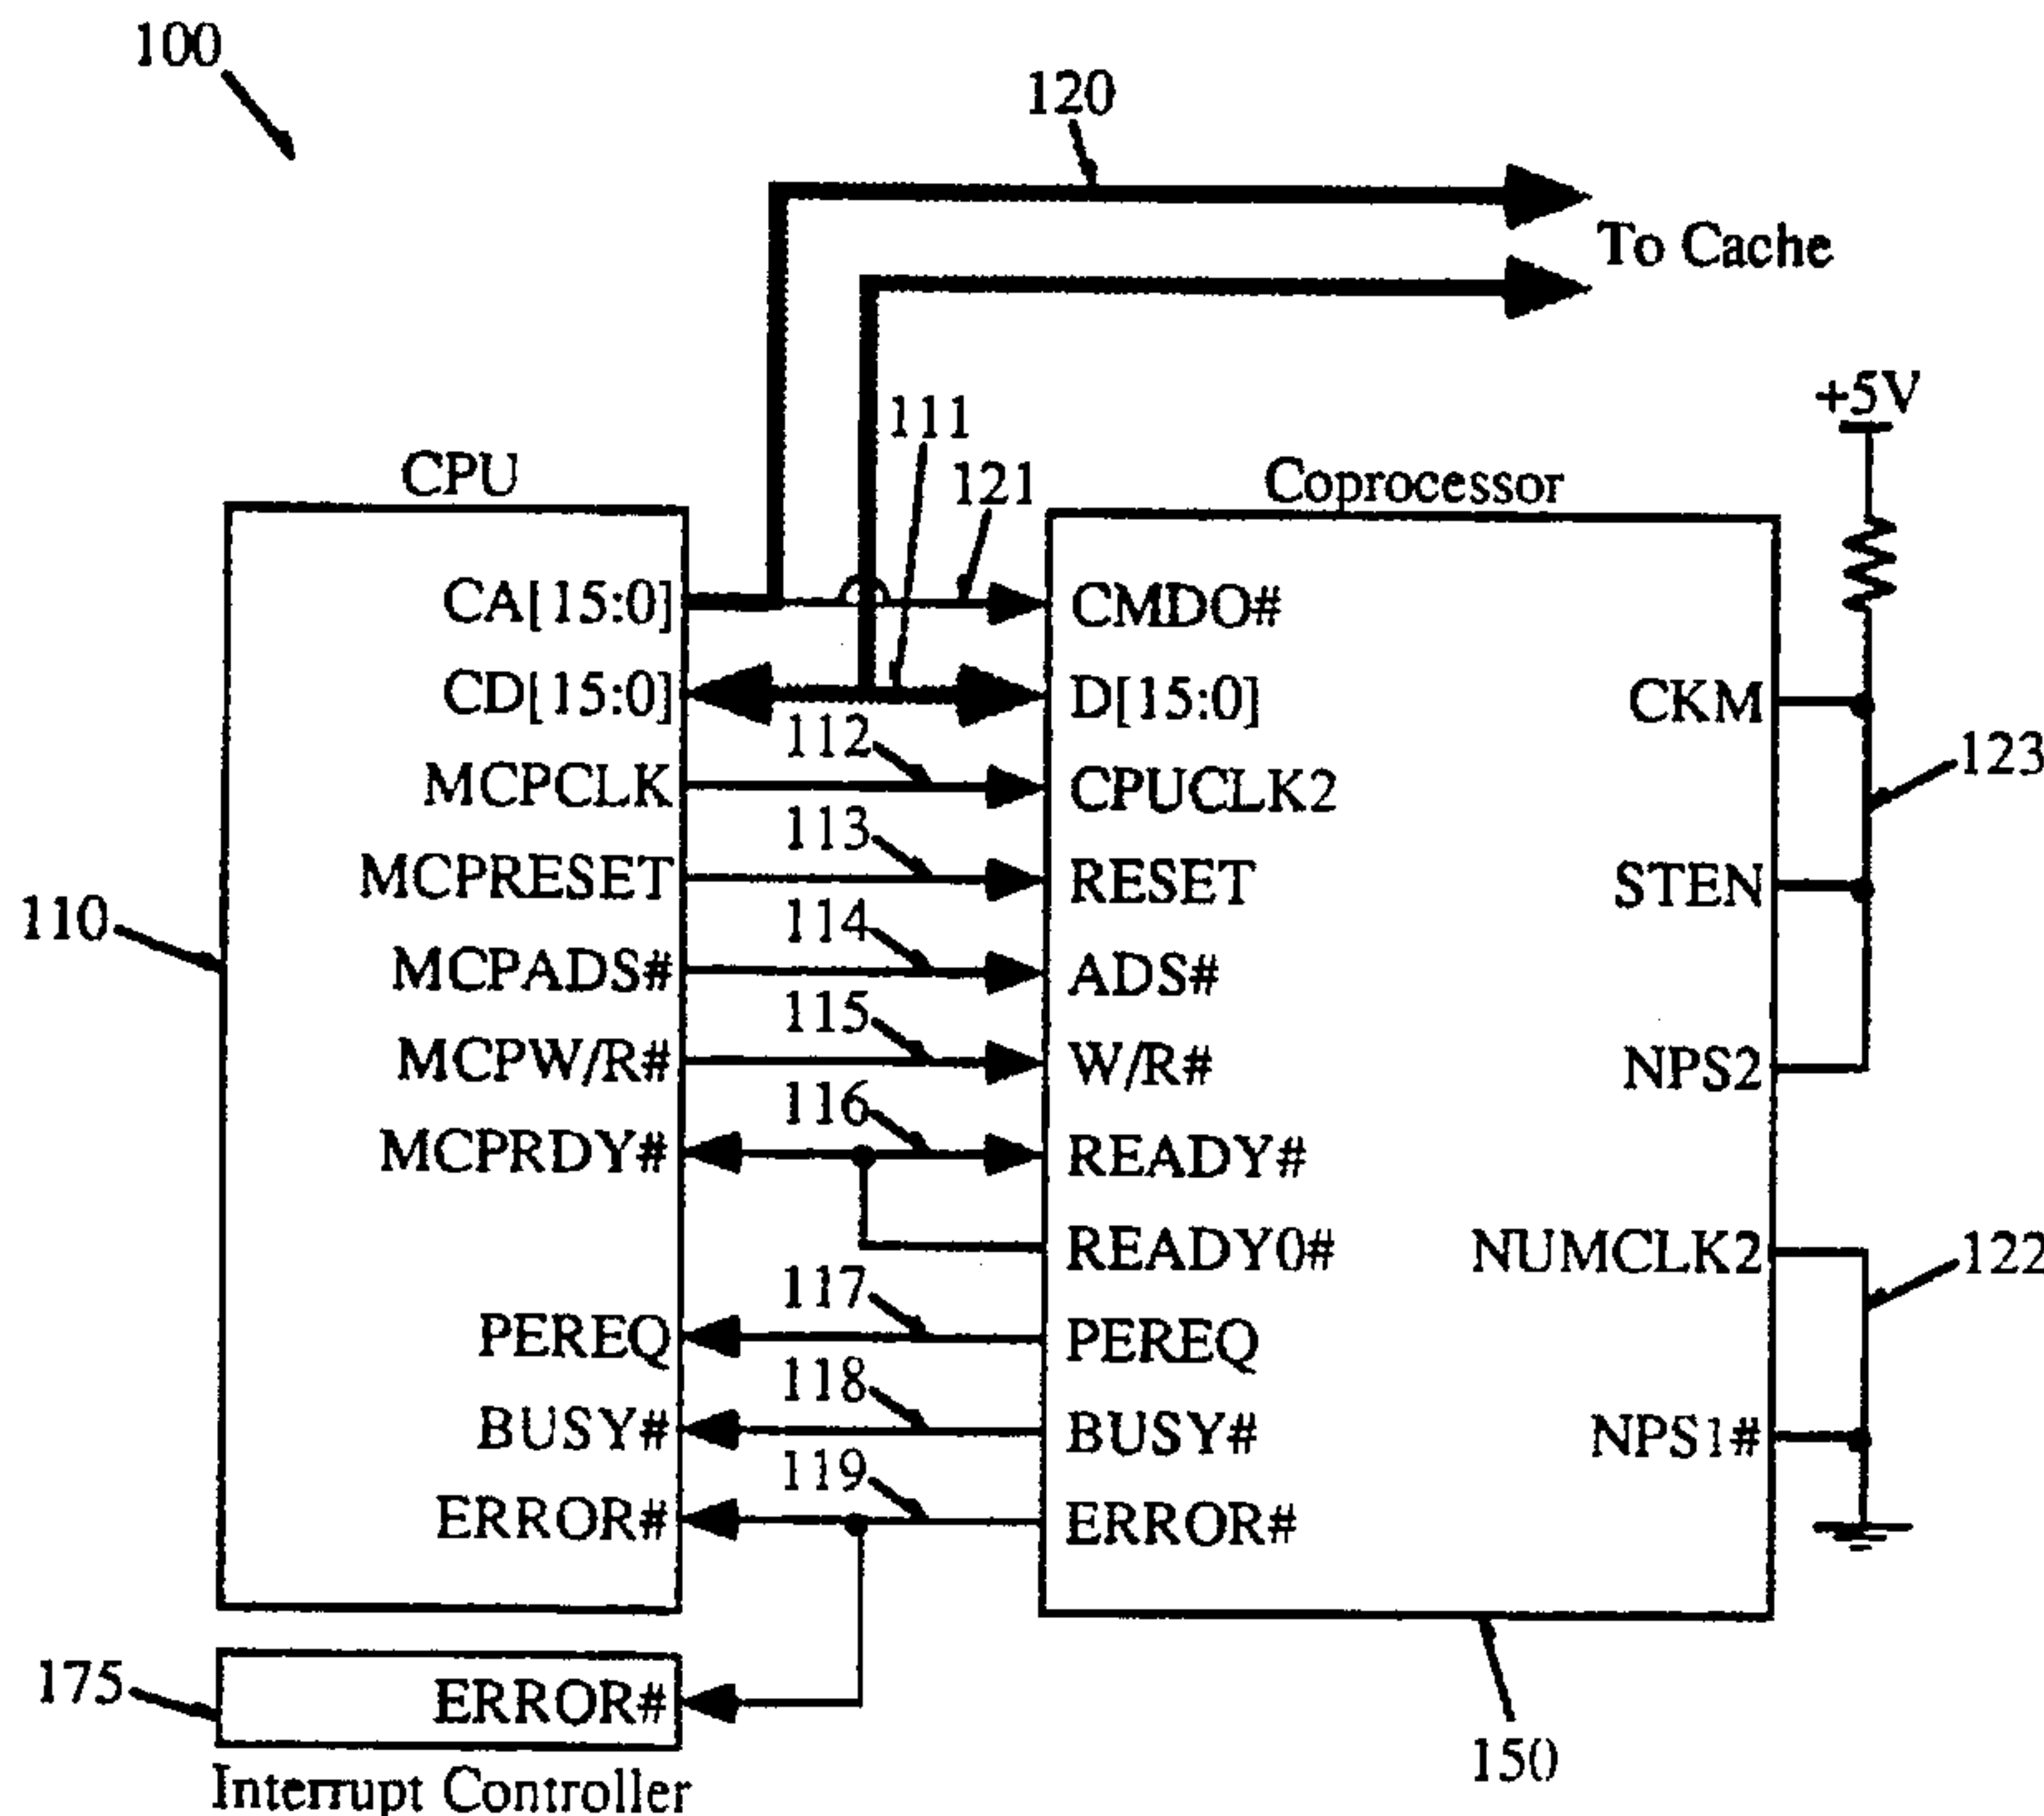 100
120
To Cache
+5V
111
121
CPU
Coprocessor
CA[15:0]
CMDO#
CD[15:0]
D[15:0]
CKM
112
123
MCPCLK
CPUCLK2
113
MCPRESET
RESET
STEN
110
114
MCPADS#
ADS#
115
MCPW/R#
W/R#
NPS2
116
MCPRDY#
READY#
READY0#
NUMCLK2
122
117
PEREQ
PEREQ
118
BUSY#
BUSY#
NPS1#
119
ERROR#
ERROR#
175
ERROR#
150
Interrupt Controller